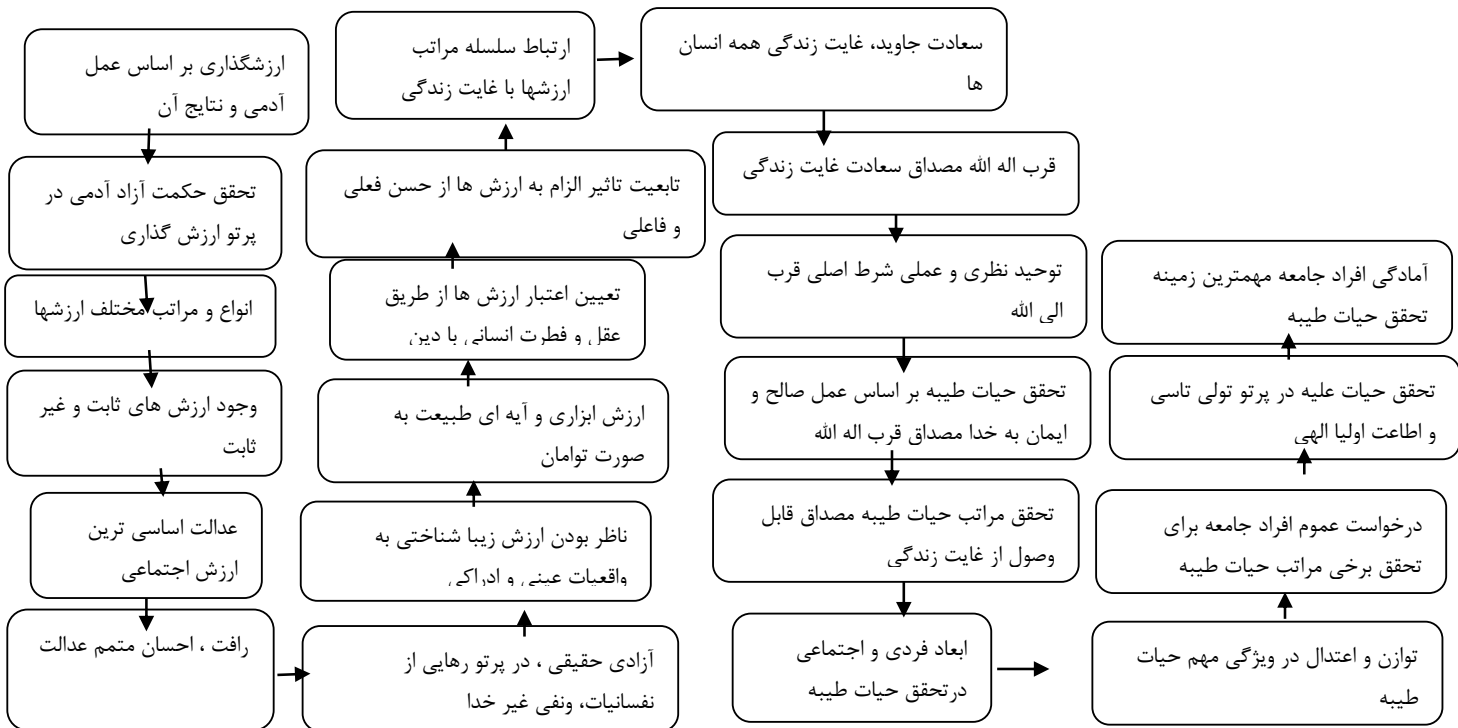 ارزشگذاری بر اساس عمل
آدمی و نتایج آن
تحقق حکمت آزاد آدمی در
پرتو ارزش گذاری
انواع و مراتب مختلف ارزشها
وجود ارزش های ثابت و غیر
ثابت
عدالت اساسی ترین
ارزش اجتماعی
رافت ، احسان متمم عدالت
آزادی حقیقی ، در پرتو رهایی از
نفسانیات، ونفی غیر خدا
ناظر بودن ارزش زیبا شناختی به
واقعیات عینی و ادراکی
ارزش ابزاری و آیه ای طبیعت به
صورت توامان
تعیین اعتبار ارزش ها از طریق
عقل و فطرت انسانی با دین
تابعیت تاثیر الزام به ارزش ها از حسن فعلی
و فاعلی
ارتباط سلسله مراتب
ارزشها با غایت زندگی
سعادت جاوید، غایت زندگی همه انسان
ها
قرب اله الله مصداق سعادت غایت زندگی
توحید نظری و عملی شرط اصلی قرب
الی الله
تحقق حیات طیبه بر اساس عمل صالح و
ایمان به خدا مصداق قرب اله الله
تحقق مراتب حیات طیبه مصداق قابل
وصول از غایت زندگی
ابعاد فردی و اجتماعی
درتحقق حیات طیبه
توازن و اعتدال در ویژگی مهم حیات
طیبه
درخواست عموم افراد جامعه برای
تحقق برخی مراتب حیات طیبه
تحقق حیات علیه در پرتو تولی تاسی
و اطاعت اولیا الهی
آمادگی افراد جامعه مهمترین زمینه
تحقق حیات طیبه